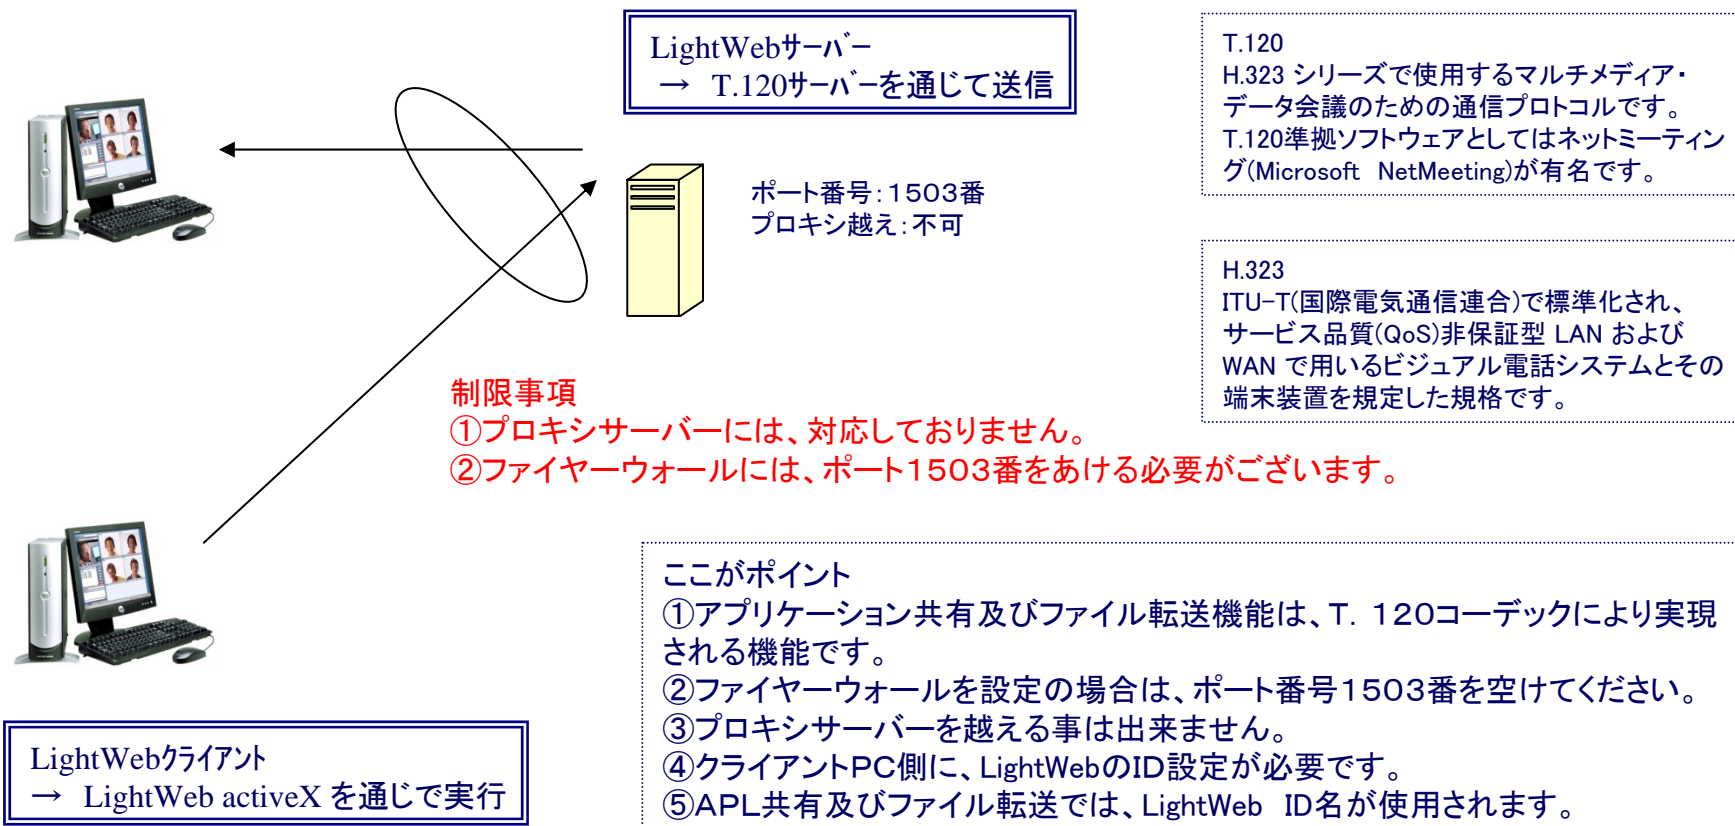 LightWebｻｰﾊﾞｰ
→ T.120ｻｰﾊﾞｰを通じて送信
ポート番号：1503番
プロキシ越え：不可
T.120
H.323 シリーズで使用するマルチメディア・
データ会議のための通信プロトコルです。
T.120準拠ソフトウェアとしてはネットミーティン
グ(Microsoft　NetMeeting)が有名です。
H.323
ITU-T(国際電気通信連合)で標準化され、
サービス品質(QoS)非保証型 LAN および
WAN で用いるビジュアル電話システムとその
端末装置を規定した規格です。
制限事項
①プロキシサーバーには、対応しておりません。
②ファイヤーウォールには、ポート１５０３番をあける必要がございます。
ここがポイント
①アプリケーション共有及びファイル転送機能は、Ｔ．１２０コーデックにより実現
される機能です。
②ファイヤーウォールを設定の場合は、ポート番号１５０３番を空けてください。
③プロキシサーバーを越える事は出来ません。
④クライアントＰＣ側に、LightWebのID設定が必要です。
⑤ＡＰＬ共有及びファイル転送では、LightWeb　ID名が使用されます。
LightWebｸﾗｲｱﾝﾄ
→ LightWeb activeX を通じで実行